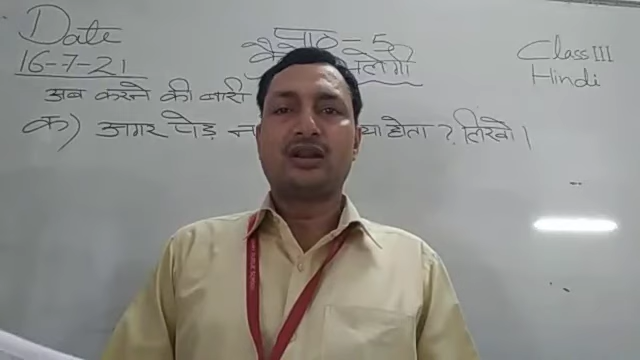 Date
16-7-21
पाठ-5
Class III
Hindi
अब करने की बारी
क) अगर पेड़ होता ? लिखो।